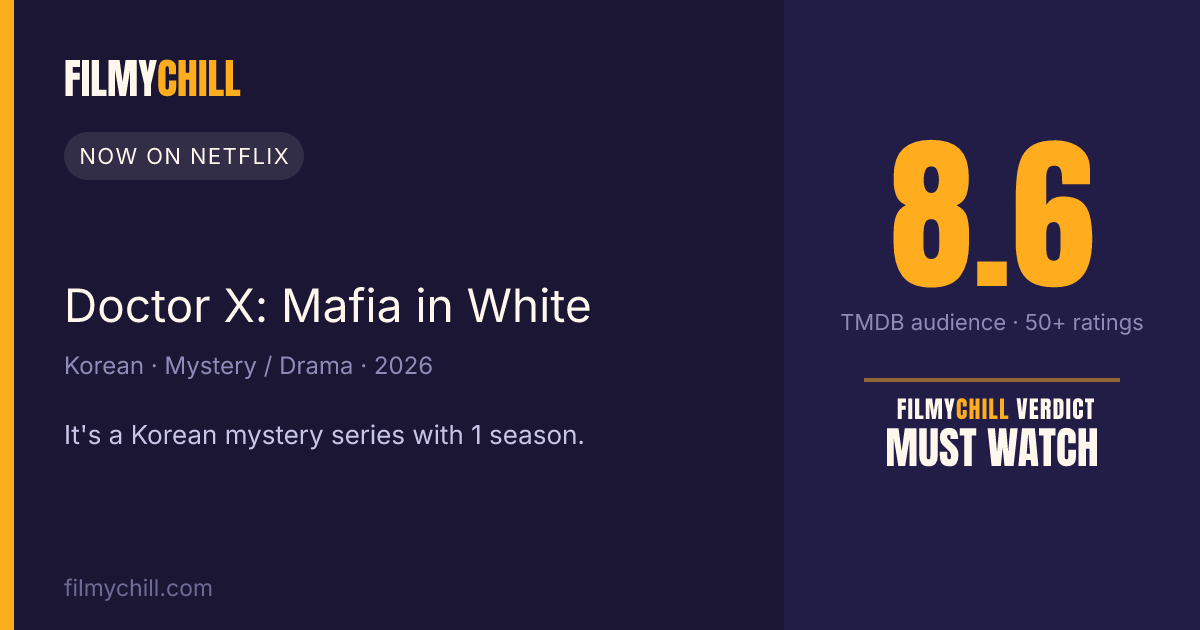 FILMYCHILL
NOW ON NETFLIX
Doctor X: Mafia in White
Korean · Mystery / Drama · 2026
It's a Korean mystery series with 1 season.
filmychill.com
8.6
TMDB audience · 50+ ratings
FILMYCHILL VERDICT
MUST WATCH